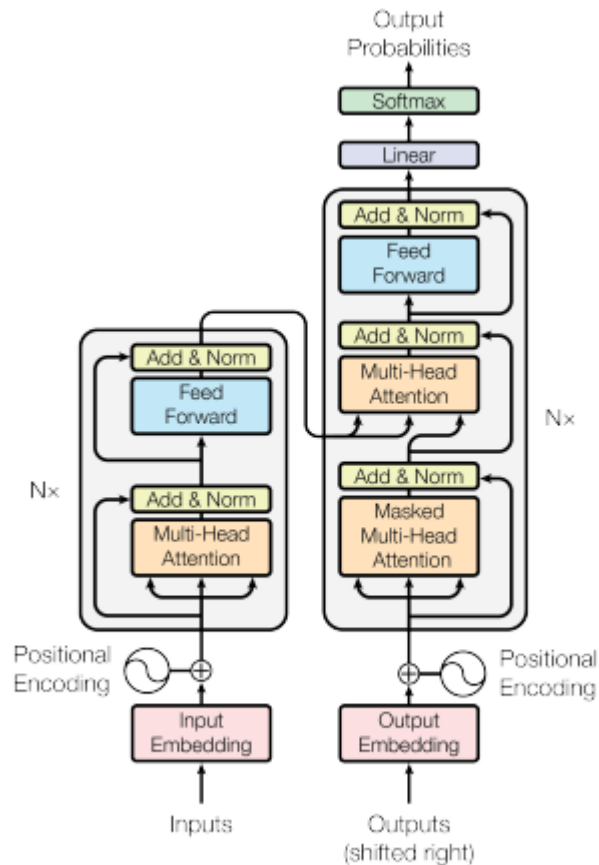 Output
Probabilities
Softmax
Linear
Add & Norm
Feed
Forward
Add & Norm
Multi-Head
Attention
N×
Add & Norm
Masked
Multi-Head
Attention
Add & Norm
Feed
Forward
N×
Add & Norm
Multi-Head
Attention
Positional
Encoding
Positional
Encoding
Input
Embedding
Output
Embedding
Inputs
Outputs
(shifted right)